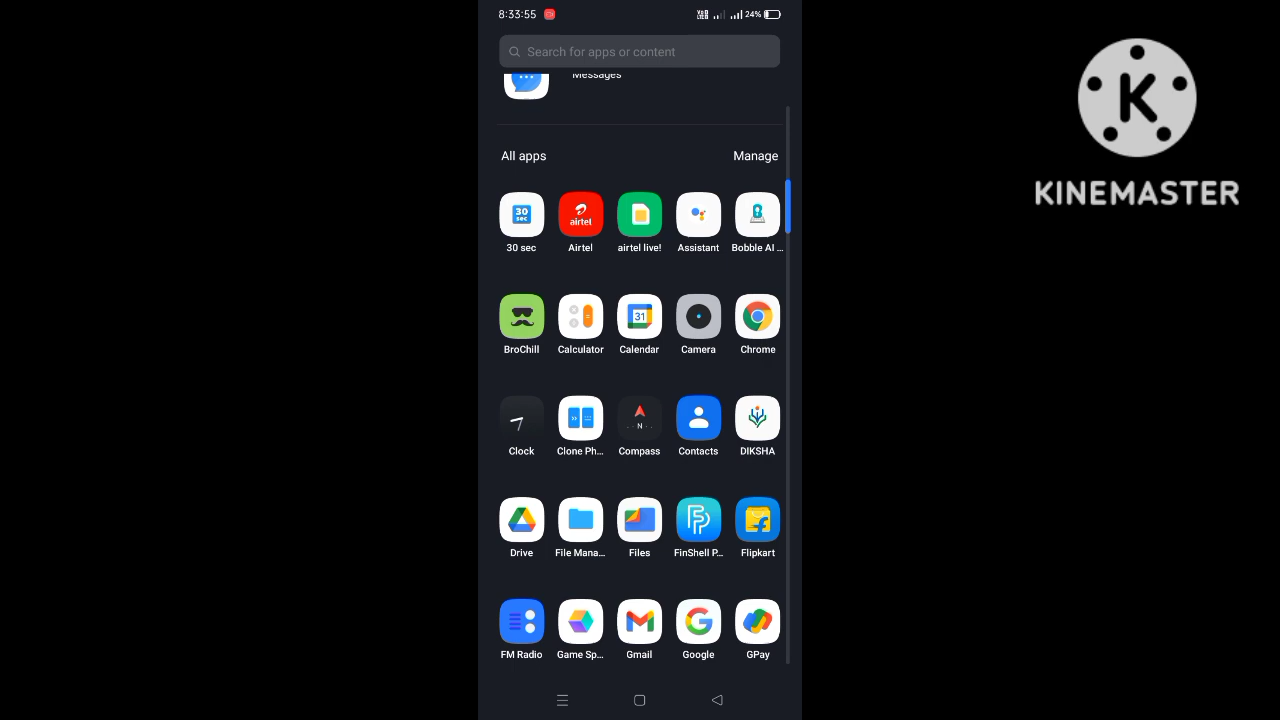 8:33:55
24%
Search for apps or content
Messages
All apps
Manage
30 sec
airtel
31
N
K
KINEMASTER
30 sec
Airtel
airtel live!
Assistant
Bobble AI ...
BroChill
Calculator
Calendar
Camera
Chrome
Clock
Clone Ph...
Compass
Contacts
DIKSHA
Drive
File Mana...
Files
FinShell P...
Flipkart
FM Radio
Game Sp...
Gmail
Google
GPay